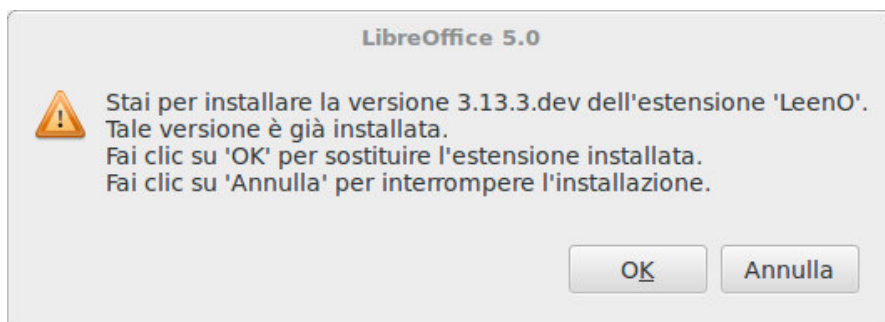 LibreOffice 5.0
Stai per installare la versione 3.13.3.dev dell'estensione 'LeenO'.
Tale versione è già installata.
Fai clic su 'OK' per sostituire l'estensione installata.
Fai clic su 'Annulla' per interrompere l'installazione.
OK Annulla